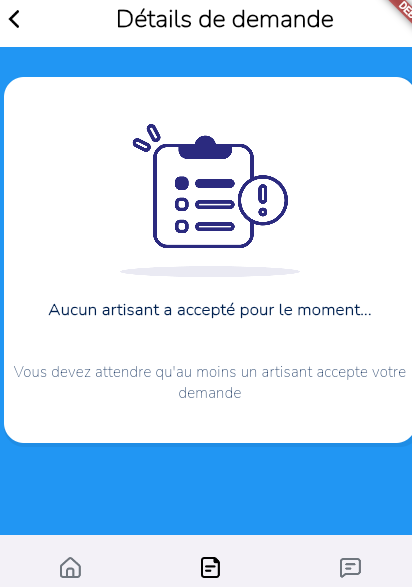 Détails de demande
Aucun artisant a accepté pour le moment...
Vous devez attendre qu'au moins un artisant accepte votre
demande